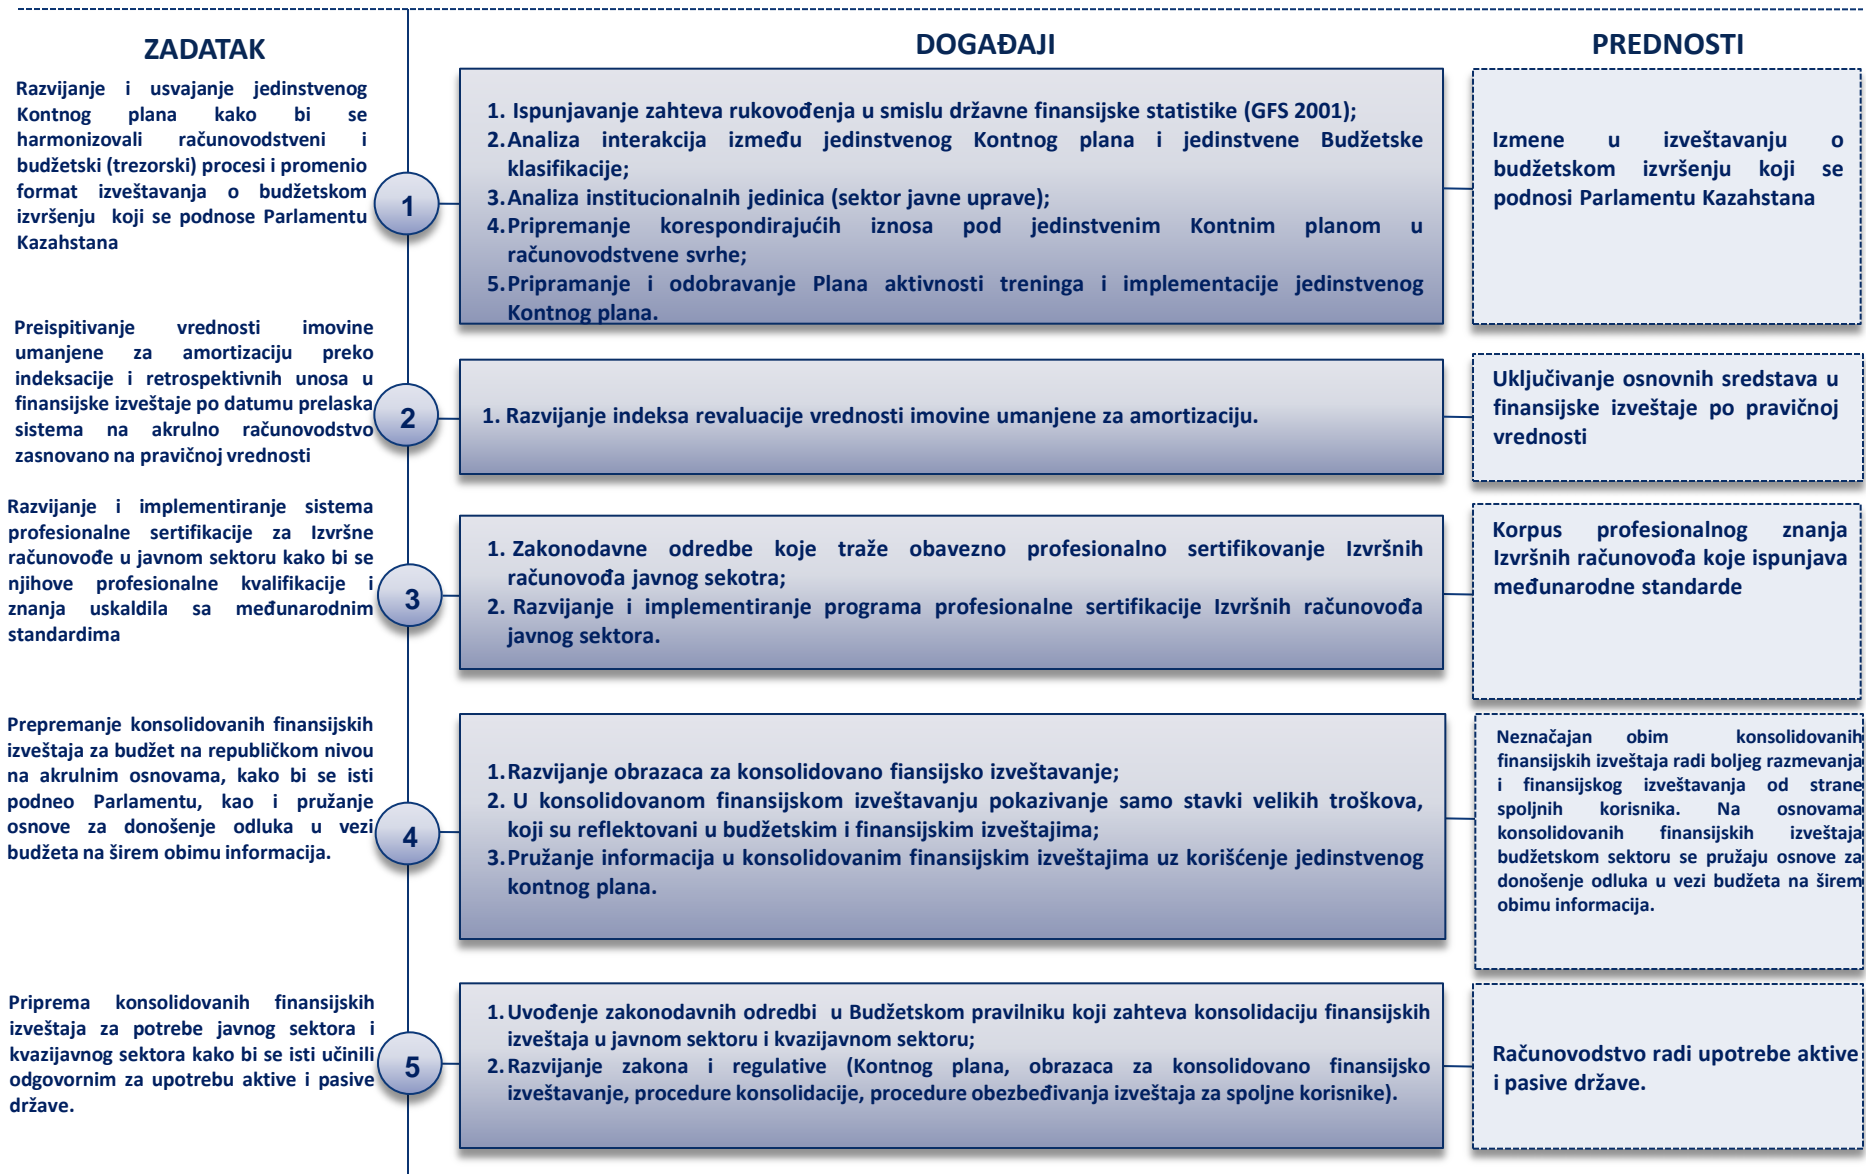 ZADATAK
DOGAĐAJI
PREDNOSTI
Razvijanje i usvajanje jedinstvenog
Kontnog plana kako bi se
harmonizovali računovodstveni i
budžetski (trezorski) procesi i promenio
format izveštavanja o budžetskom
izvršenju koji se podnose Parlamentu
Kazahstana
1
1. Ispunjavanje zahteva rukovođenja u smislu državne finansijske statistike (GFS 2001);
2. Analiza interakcija između jedinstvenog Kontnog plana i jedinstvene Budžetske
klasifikacije;
3. Analiza institucionalnih jedinica (sektor javne uprave);
4. Pripremanje korespondirajućih iznosa pod jedinstvenim Kontnim planom u
računovodstvene svrhe;
5. Pripramanje i odobravanje Plana aktivnosti treninga i implementacije jedinstvenog
Kontnog plana.
Izmene u izveštavanju o
budžetskom izvršenju koji se
podnosi Parlamentu Kazahstana
Preispitivanje vrednosti imovine
umanjene za amortizaciju preko
indeksacije i retrospektivnih unosa u
finansijske izveštaje po datumu prelaska
sistema na akrulno računovodstvo
zasnovano na pravičnoj vrednosti
2
1. Razvijanje indeksa revaluacije vrednosti imovine umanjene za amortizaciju.
Uključivanje osnovnih sredstava u
finansijske izveštaje po pravičnoj
vrednosti
Razvijanje i implementiranje sistema
profesionalne sertifikacije za Izvršne
računovođe u javnom sektoru kako bi se
njihove profesionalne kvalifikacije i
znanja uskaldila sa međunarodnim
standardima
3
1. Zakonodavne odredbe koje traže obavezno profesionalno sertifikovanje Izvršnih
računovođa javnog sekotra;
2. Razvijanje i implementiranje programa profesionalne sertifikacije Izvršnih računovođa
javnog sektora.
Korpus profesionalnog znanja
Izvršnih računovođa koje ispunjava
međunarodne standarde
Prepremanje konsolidovanih finansijskih
izveštaja za budžet na republičkom nivou
na akrulnim osnovama, kako bi se isti
podneo Parlamentu, kao i pružanje
osnove za donošenje odluka u vezi
budžeta na širem obimu informacija.
4
1. Razvijanje obrazaca za konsolidovano fiansijsko izveštavanje;
2. U konsolidovanom finansijskom izveštavanju pokazivanje samo stavki velikih troškova,
koji su reflektovani u budžetskim i finansijskim izveštajima;
3. Pružanje informacija u konsolidovanim finansijskim izveštajima uz korišćenje jedinstvenog
kontnog plana.
Neznačajan obim konsolidovanih
finansijskih izveštaja radi boljeg razmevanja
i finansijskog izveštavanja od strane
spoljnih korisnika. Na osnovama
konsolidovanih finansijskih izveštaja
budžetskom sektoru se pružaju osnove za
donošenje odluka u vezi budžeta na širem
obimu informacija.
Priprema konsolidovanih finansijskih
izveštaja za potrebe javnog sektora i
kvazijavnog sektora kako bi se isti učinili
odgovornim za upotrebu aktive i pasive
države.
5
1. Uvođenje zakonodavnih odredbi u Budžetskom pravilniku koji zahteva konsolidaciju finansijskih
izveštaja u javnom sektoru i kvazijavnom sektoru;
2. Razvijanje zakona i regulative (Kontnog plana, obrazaca za konsolidovano finansijsko
izveštavanje, procedure konsolidacije, procedure obezbeđivanja izveštaja za spoljne korisnike).
Računovodstvo radi upotrebe aktive
i pasive države.